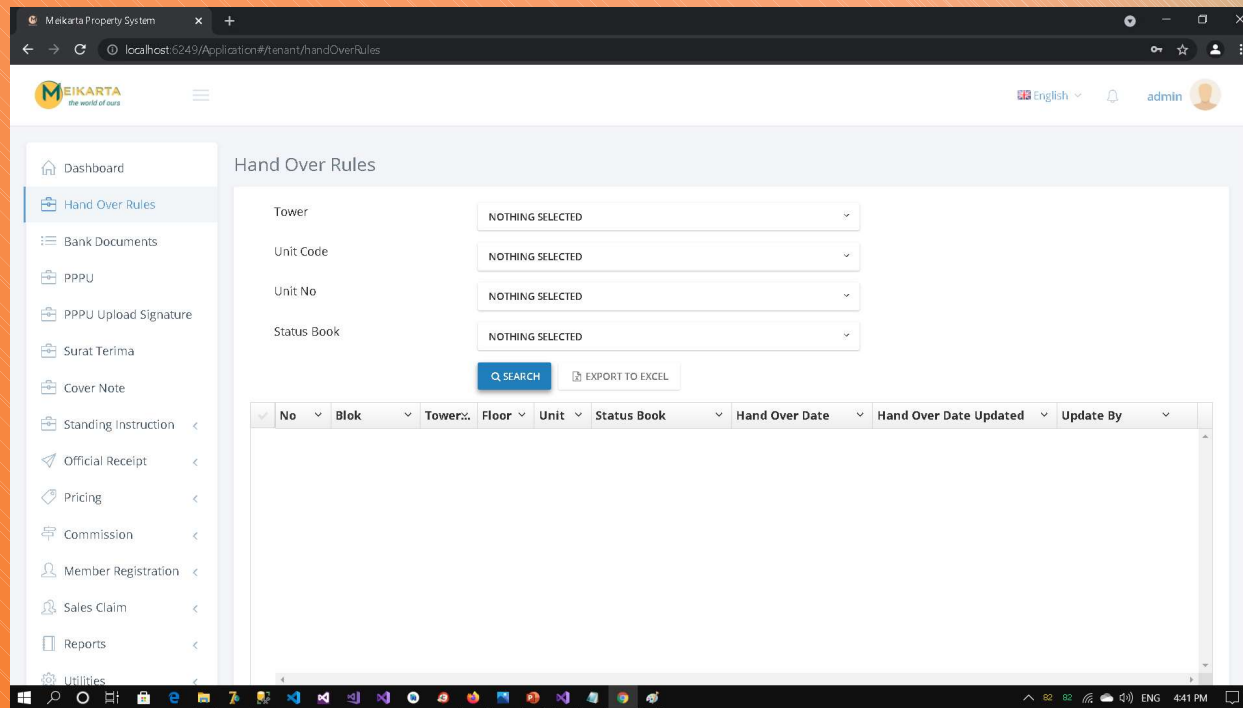 Meikarta Property System
localhost:6249/Application#/tenant/handOverRules
MEIKARTA
the world of ours
English
admin
Dashboard
Hand Over Rules
Bank Documents
PPPU
PPPU Upload Signature
Surat Terima
Cover Note
Standing Instruction
Official Receipt
Pricing
Commission
Member Registration
Sales Claim
Reports
Utilities
Hand Over Rules
Tower NOTHING SELECTED
Unit Code NOTHING SELECTED
Unit No NOTHING SELECTED
Status Book NOTHING SELECTED
SEARCH EXPORT TO EXCEL
No Blok Tower... Floor Unit Status Book Hand Over Date Hand Over Date Updated Update By
82 82 ENG 4:41 PM